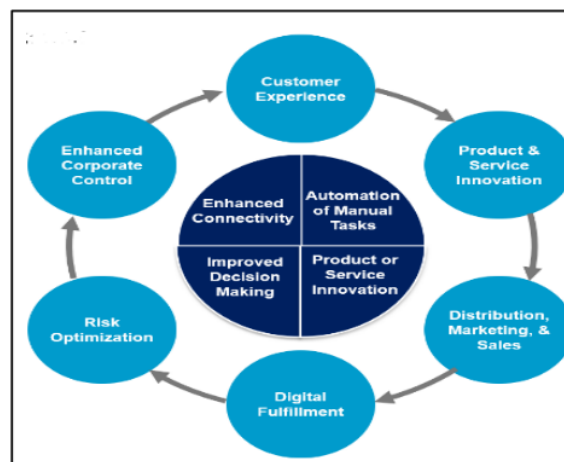 Customer
Experience
Product &
Service
Innovation
Distribution,
Marketing, &
Sales
Digital
Fulfillment
Risk
Optimization
Enhanced
Corporate
Control
Enhanced
Connectivity
Automation
of Manual
Tasks
Improved
Decision
Making
Product or
Service
Innovation